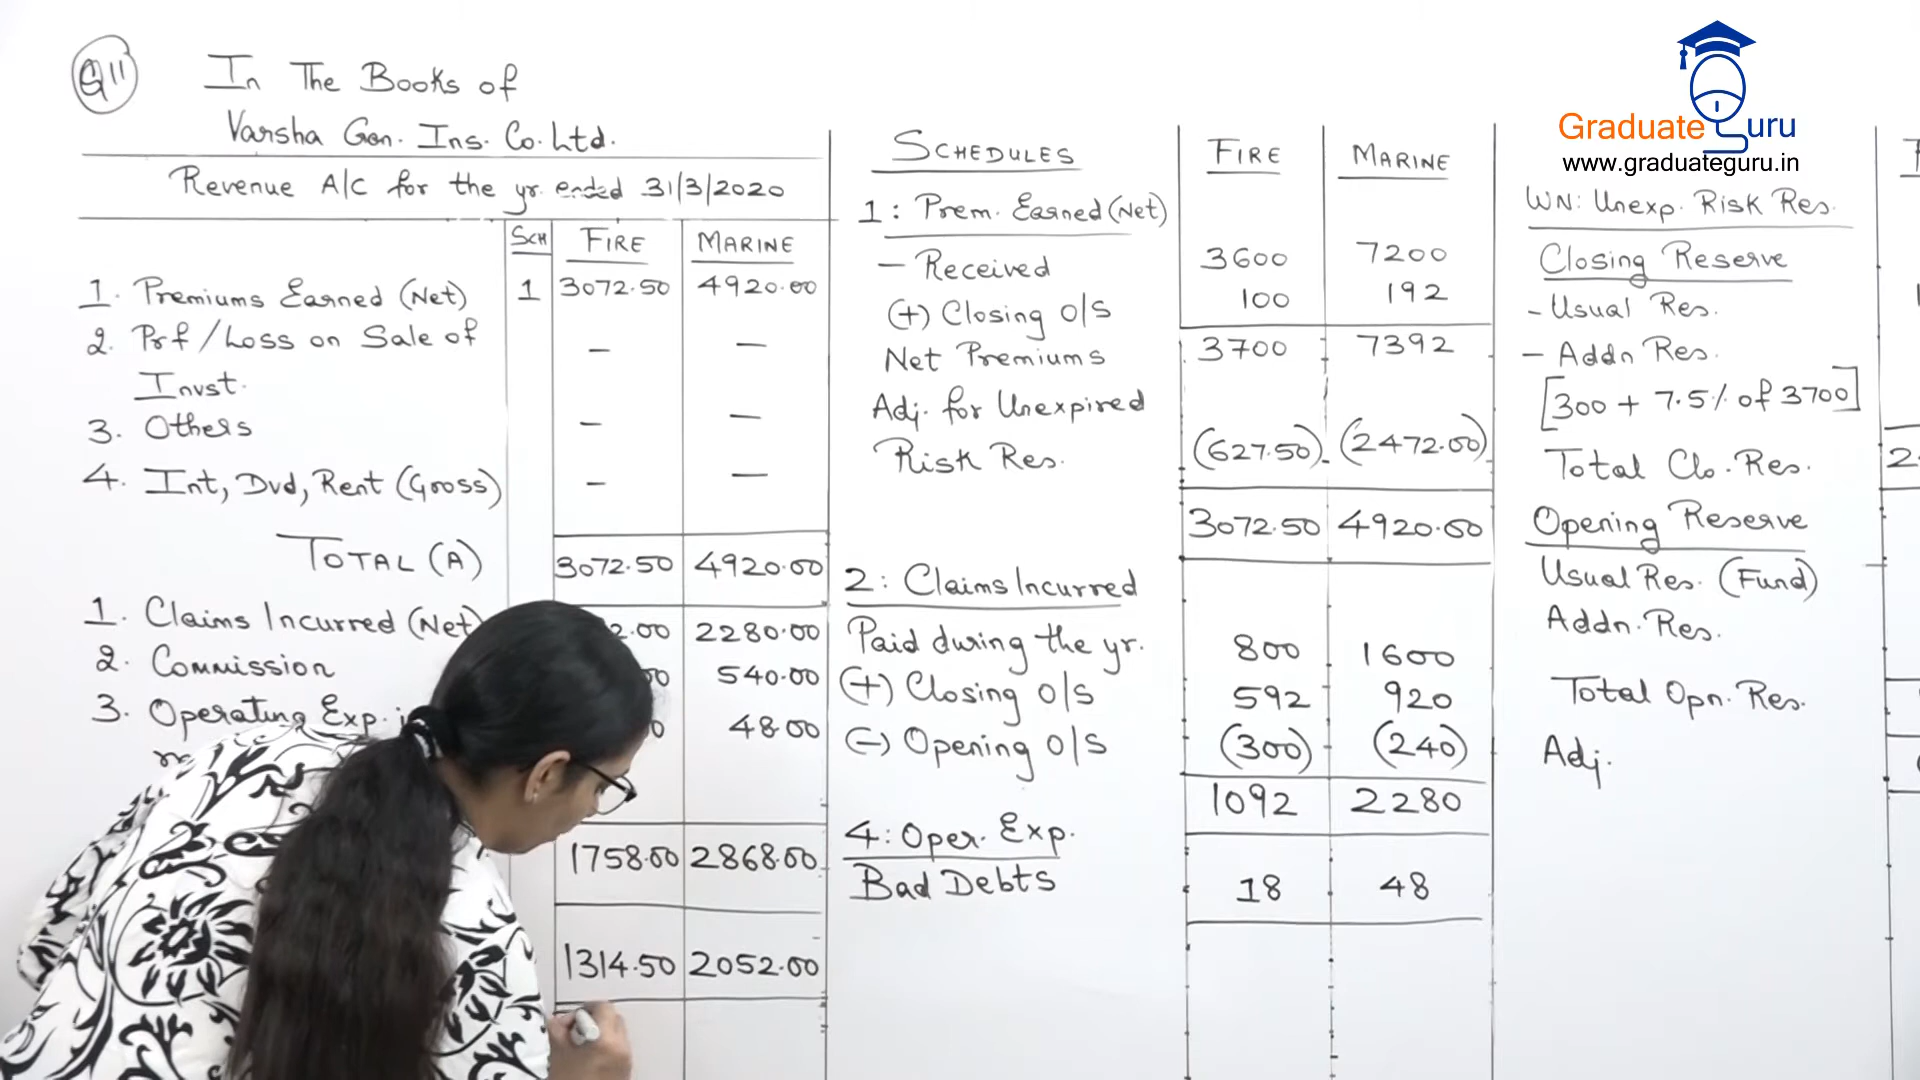 Q11
In The Books of
Varsha Gen. Ins. Co. Ltd.
Revenue A/C for the yr. ended 31/3/2020
SCH FIRE MARINE
1. Premiums Earned (Net) 1 3072.50 4920.00
2. Prf/Loss on Sale of Invst. — —
3. Others — —
4. Int, Dvd, Rent (Gross) — —
TOTAL (A) 3072.50 4920.00
1. Claims Incurred (Net) 2.00 2280.00
2. Commission 540.00
3. Operating Exp. 48.00
1758.00 2868.00
1314.50 2052.00
SCHEDULES FIRE MARINE
1: Prem. Earned (Net)
— Received 3600 7200
(+) Closing O/S 100 192
Net Premiums 3700 7392
Adj. for Unexpired
Risk Res. (627.50) (2472.00)
3072.50 4920.00
2: Claims Incurred
Paid during the yr. 800 1600
(+) Closing O/S 592 920
(-) Opening O/S (300) (240)
1092 2280
4: Oper. Exp.
Bad Debts 18 48
Graduate Guru
www.graduateguru.in
WN: Unexp. Risk Res.
Closing Reserve
- Usual Res.
- Addn Res.
[300 + 7.5% of 3700]
Total Clo. Res.
Opening Reserve
Usual Res. (Fund)
Addn. Res.
Total Opn. Res.
Adj.